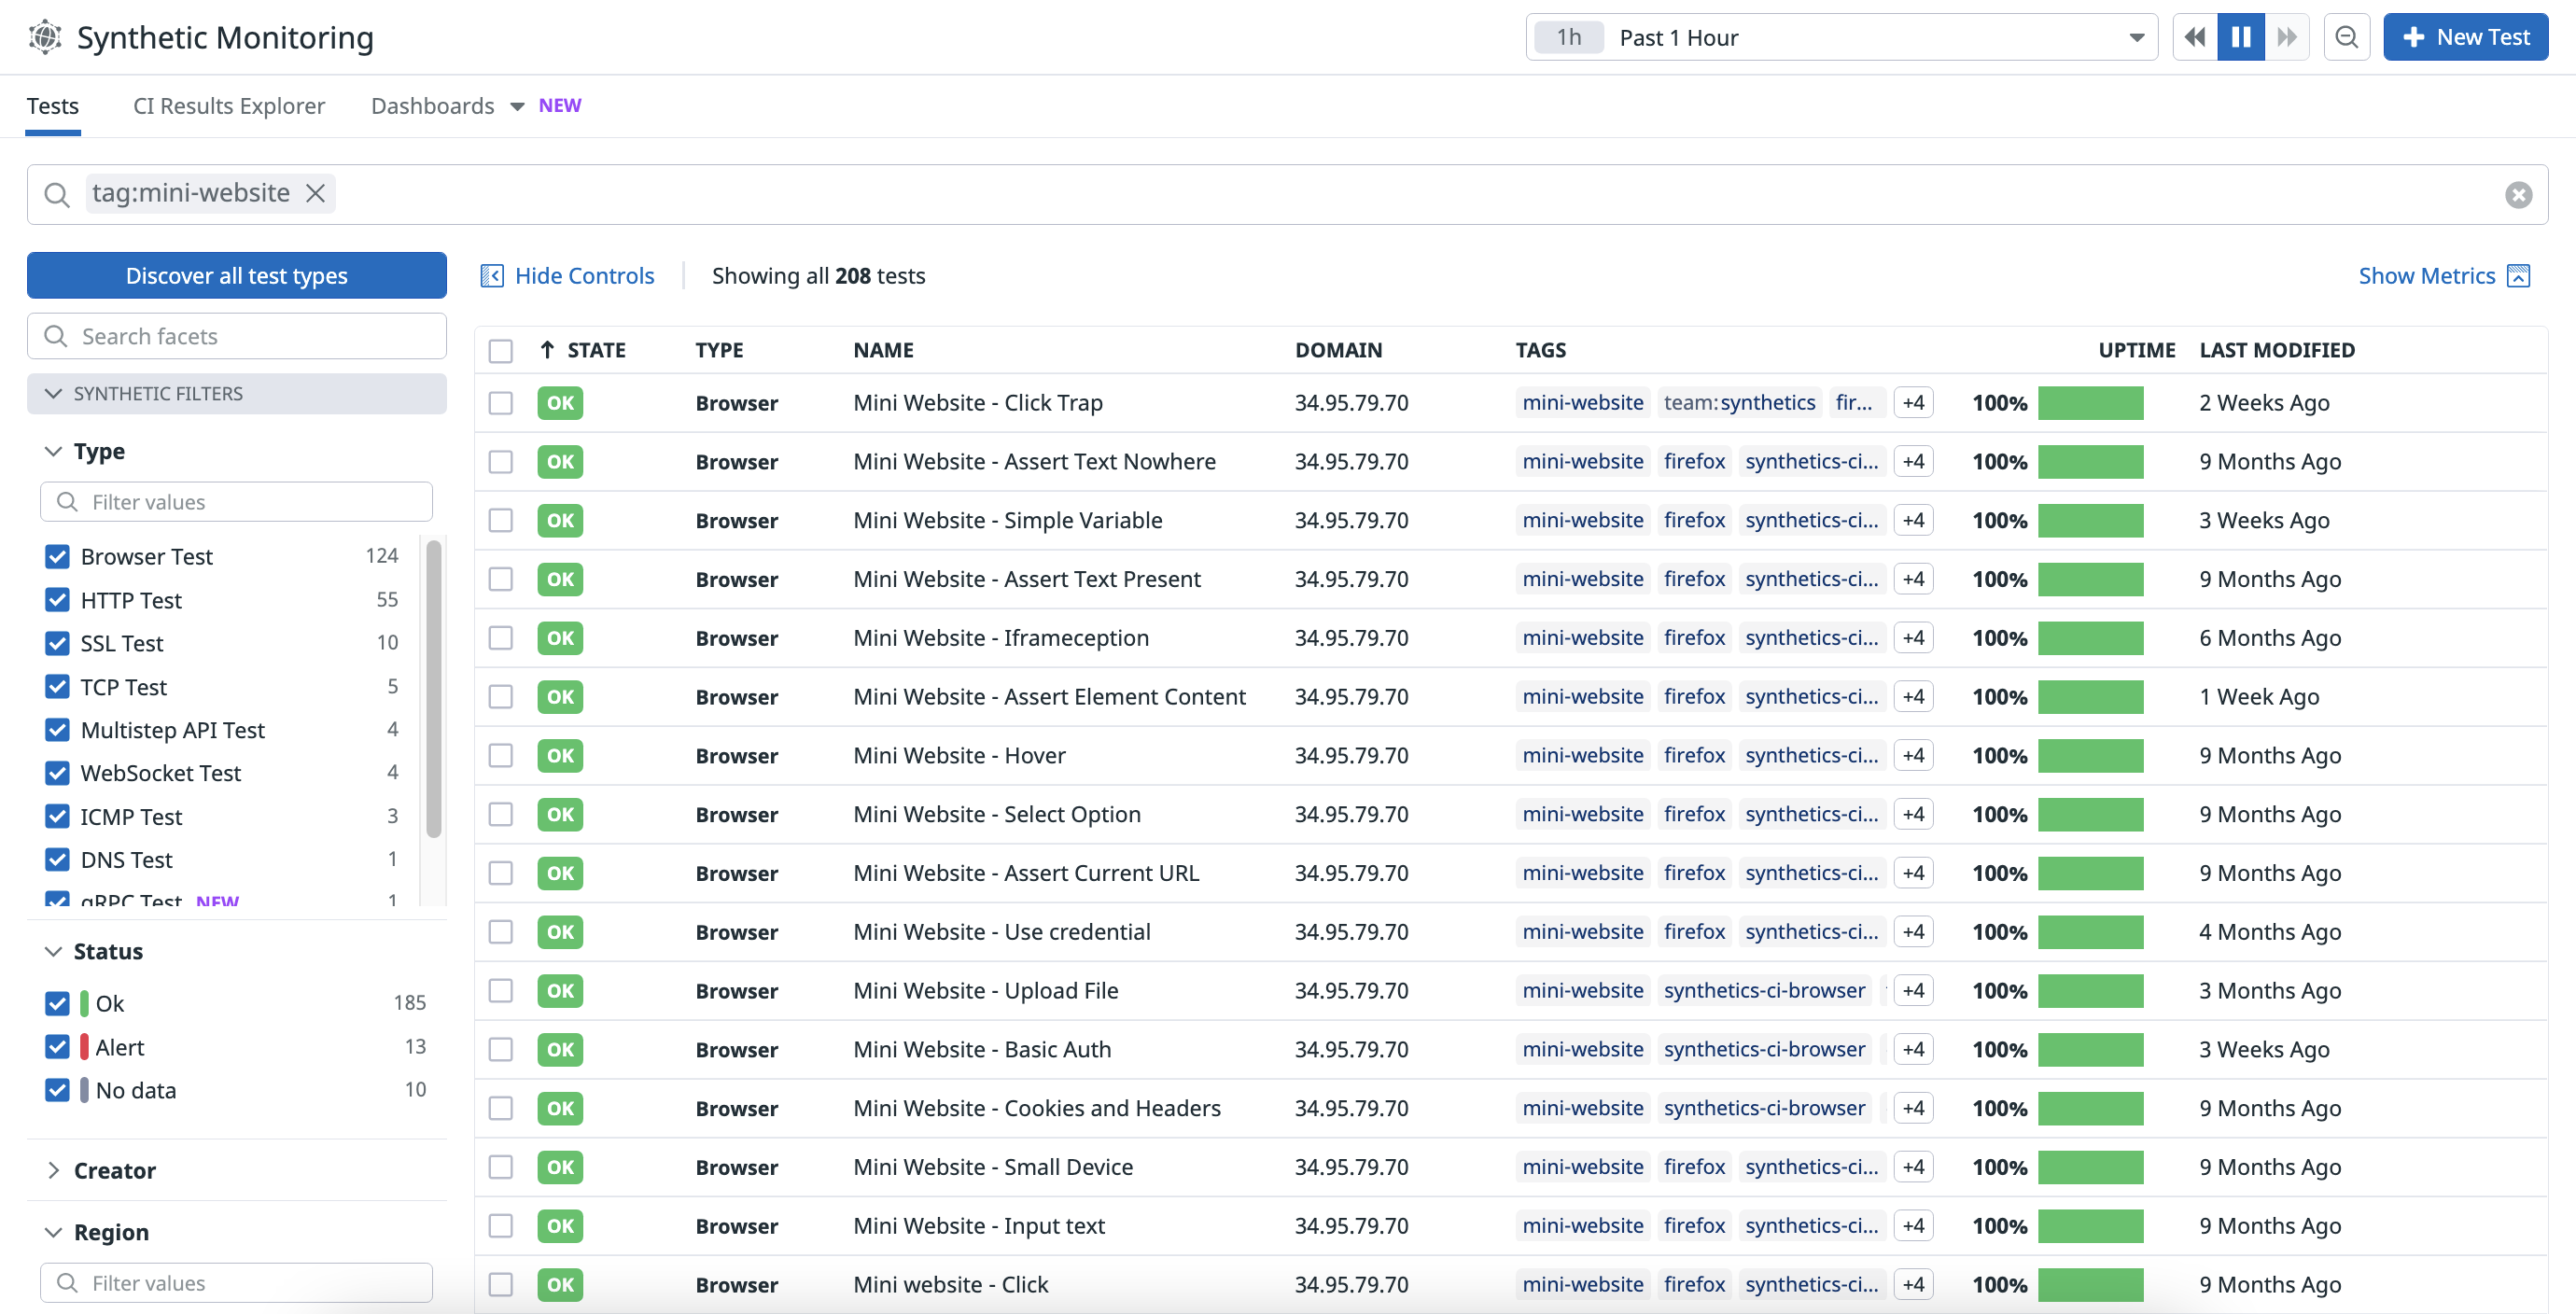 Synthetic Monitoring
1h Past 1 Hour
New Test
Tests CI Results Explorer Dashboards NEW
tag:mini-website
Discover all test types
Hide Controls Showing all 208 tests Show Metrics
Search facets
SYNTHETIC FILTERS
Type
Filter values
Browser Test 124
HTTP Test 55
SSL Test 10
TCP Test 5
Multistep API Test 4
WebSocket Test 4
ICMP Test 3
DNS Test 1
gRPC Test NEW 1
Status
Ok 185
Alert 13
No data 10
Creator
Region
Filter values
STATE TYPE NAME DOMAIN TAGS UPTIME LAST MODIFIED
OK Browser Mini Website - Click Trap 34.95.79.70 mini-website team:synthetics fir... +4 100% 2 Weeks Ago
OK Browser Mini Website - Assert Text Nowhere 34.95.79.70 mini-website firefox synthetics-ci... +4 100% 9 Months Ago
OK Browser Mini Website - Simple Variable 34.95.79.70 mini-website firefox synthetics-ci... +4 100% 3 Weeks Ago
OK Browser Mini Website - Assert Text Present 34.95.79.70 mini-website firefox synthetics-ci... +4 100% 9 Months Ago
OK Browser Mini Website - Iframeception 34.95.79.70 mini-website firefox synthetics-ci... +4 100% 6 Months Ago
OK Browser Mini Website - Assert Element Content 34.95.79.70 mini-website firefox synthetics-ci... +4 100% 1 Week Ago
OK Browser Mini Website - Hover 34.95.79.70 mini-website firefox synthetics-ci... +4 100% 9 Months Ago
OK Browser Mini Website - Select Option 34.95.79.70 mini-website firefox synthetics-ci... +4 100% 9 Months Ago
OK Browser Mini Website - Assert Current URL 34.95.79.70 mini-website firefox synthetics-ci... +4 100% 9 Months Ago
OK Browser Mini Website - Use credential 34.95.79.70 mini-website firefox synthetics-ci... +4 100% 4 Months Ago
OK Browser Mini Website - Upload File 34.95.79.70 mini-website synthetics-ci-browser +4 100% 3 Months Ago
OK Browser Mini Website - Basic Auth 34.95.79.70 mini-website synthetics-ci-browser +4 100% 3 Weeks Ago
OK Browser Mini Website - Cookies and Headers 34.95.79.70 mini-website synthetics-ci-browser +4 100% 9 Months Ago
OK Browser Mini Website - Small Device 34.95.79.70 mini-website firefox synthetics-ci... +4 100% 9 Months Ago
OK Browser Mini Website - Input text 34.95.79.70 mini-website firefox synthetics-ci... +4 100% 9 Months Ago
OK Browser Mini website - Click 34.95.79.70 mini-website firefox synthetics-ci... +4 100% 9 Months Ago